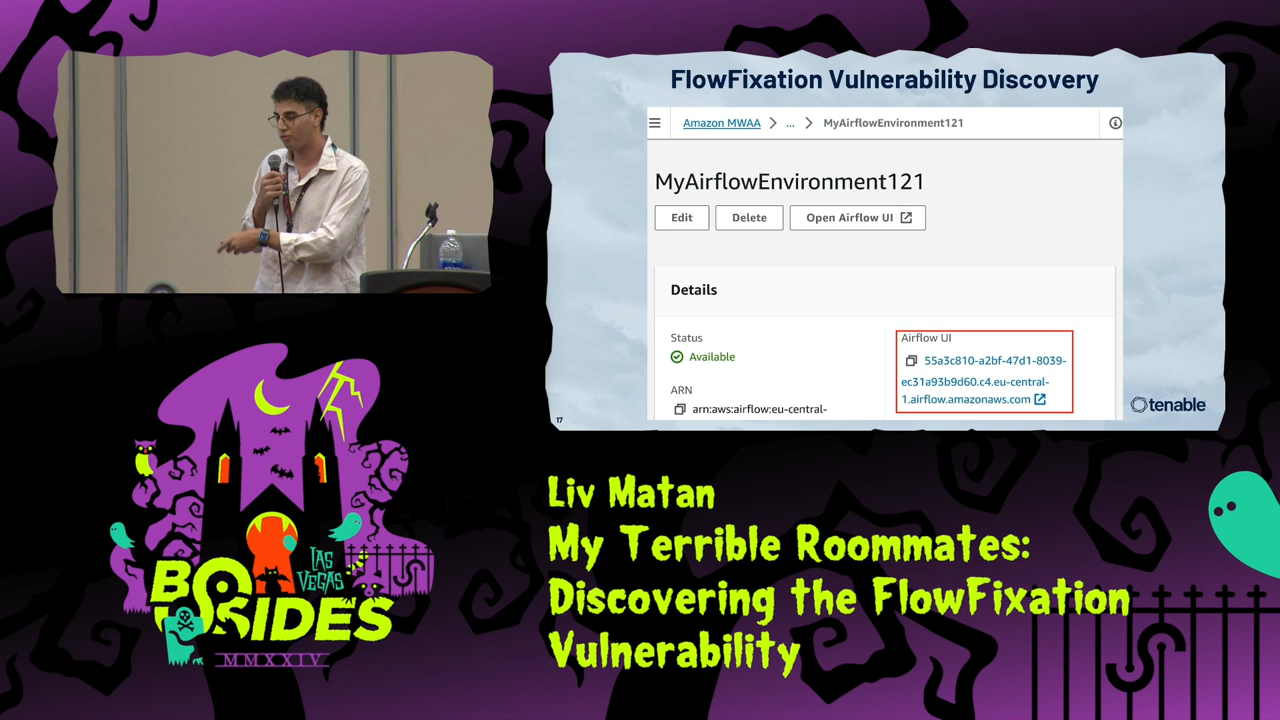 FlowFixation Vulnerability Discovery
Amazon MWAA > ... > MyAirflowEnvironment121
MyAirflowEnvironment121
Edit
Delete
Open Airflow UI
Details
Status
Available
ARN
arn:aws:airflow:eu-central-
Airflow UI
55a3c810-a2bf-47d1-8039-
ec31a93b9d60.c4.eu-central-
1.airflow.amazonaws.com
17
tenable
LAS
VEGAS
BSIDES
MMXXIV
Liv Matan
My Terrible Roommates:
Discovering the FlowFixation
Vulnerability